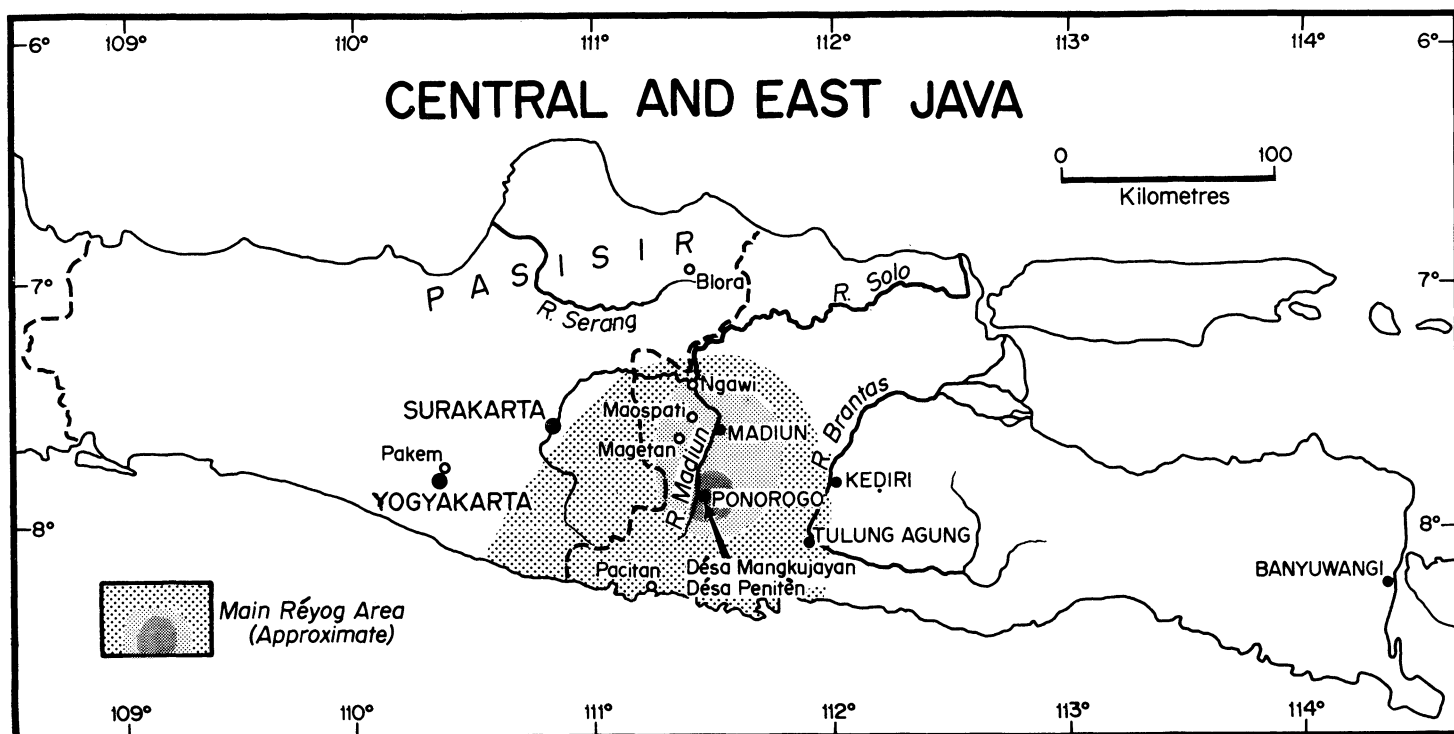 109° 110° 111° 112° 113° 114°
6° 6°
CENTRAL AND EAST JAVA
0 100
Kilometres
PASISIR
Blora
7° 7°
R. Solo
R. Serang
Ngawi
R. Brantas
SURAKARTA
Maospati
MADIUN
Magetan
R. Madiun
Pakem
YOGYAKARTA
KEDIRI
PONOROGO
8° 8°
TULUNG AGUNG
Pacitan
Désa Mangkujayan
Désa Penitèn
BANYUWANGI
Main Réyog Area
(Approximate)
109° 110° 111° 112° 113° 114°